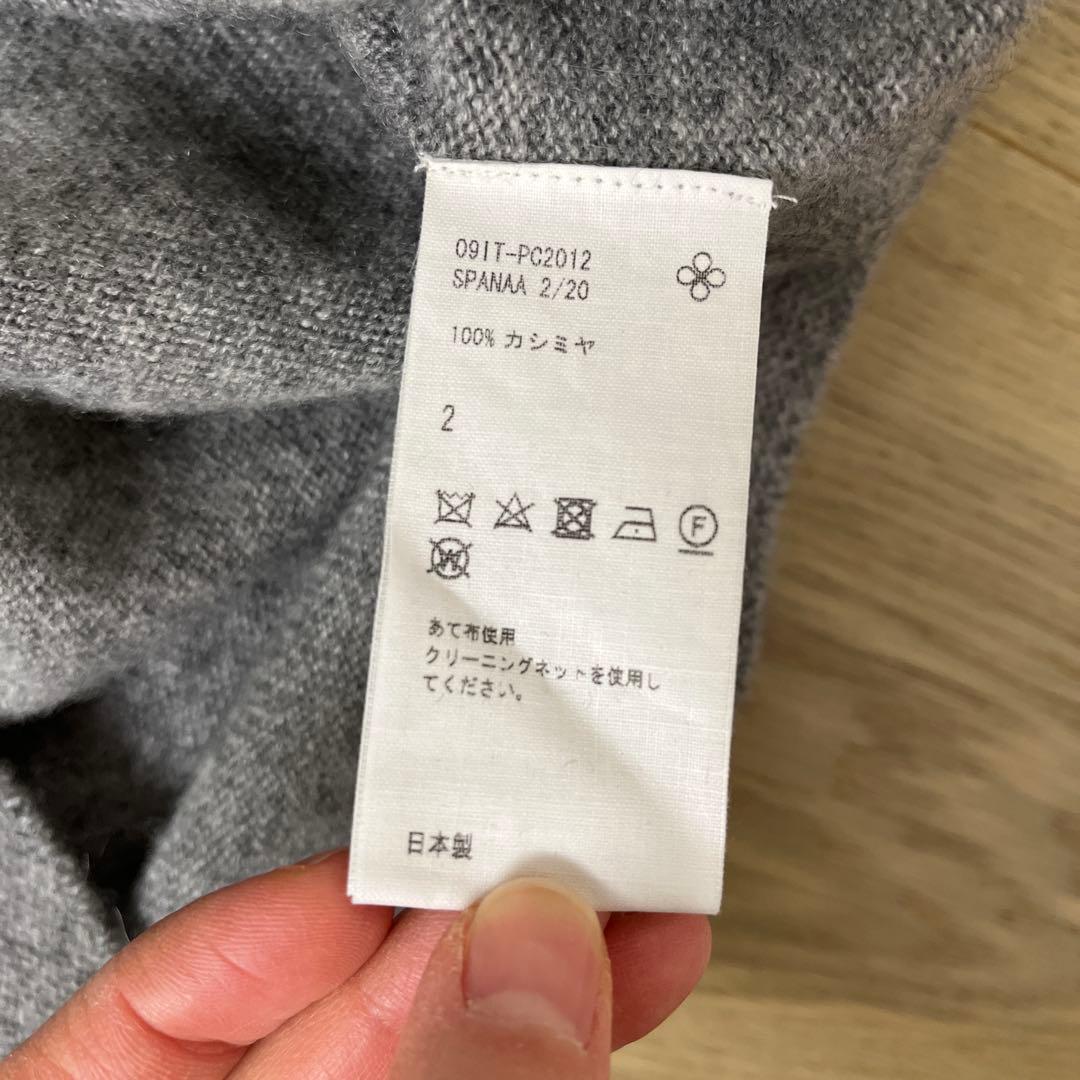 09IT-PC2012
SPANAA 2/20
100% カシミヤ
2
F
W
あて布使用
クリーニングネットを使用し
てください。
日本製